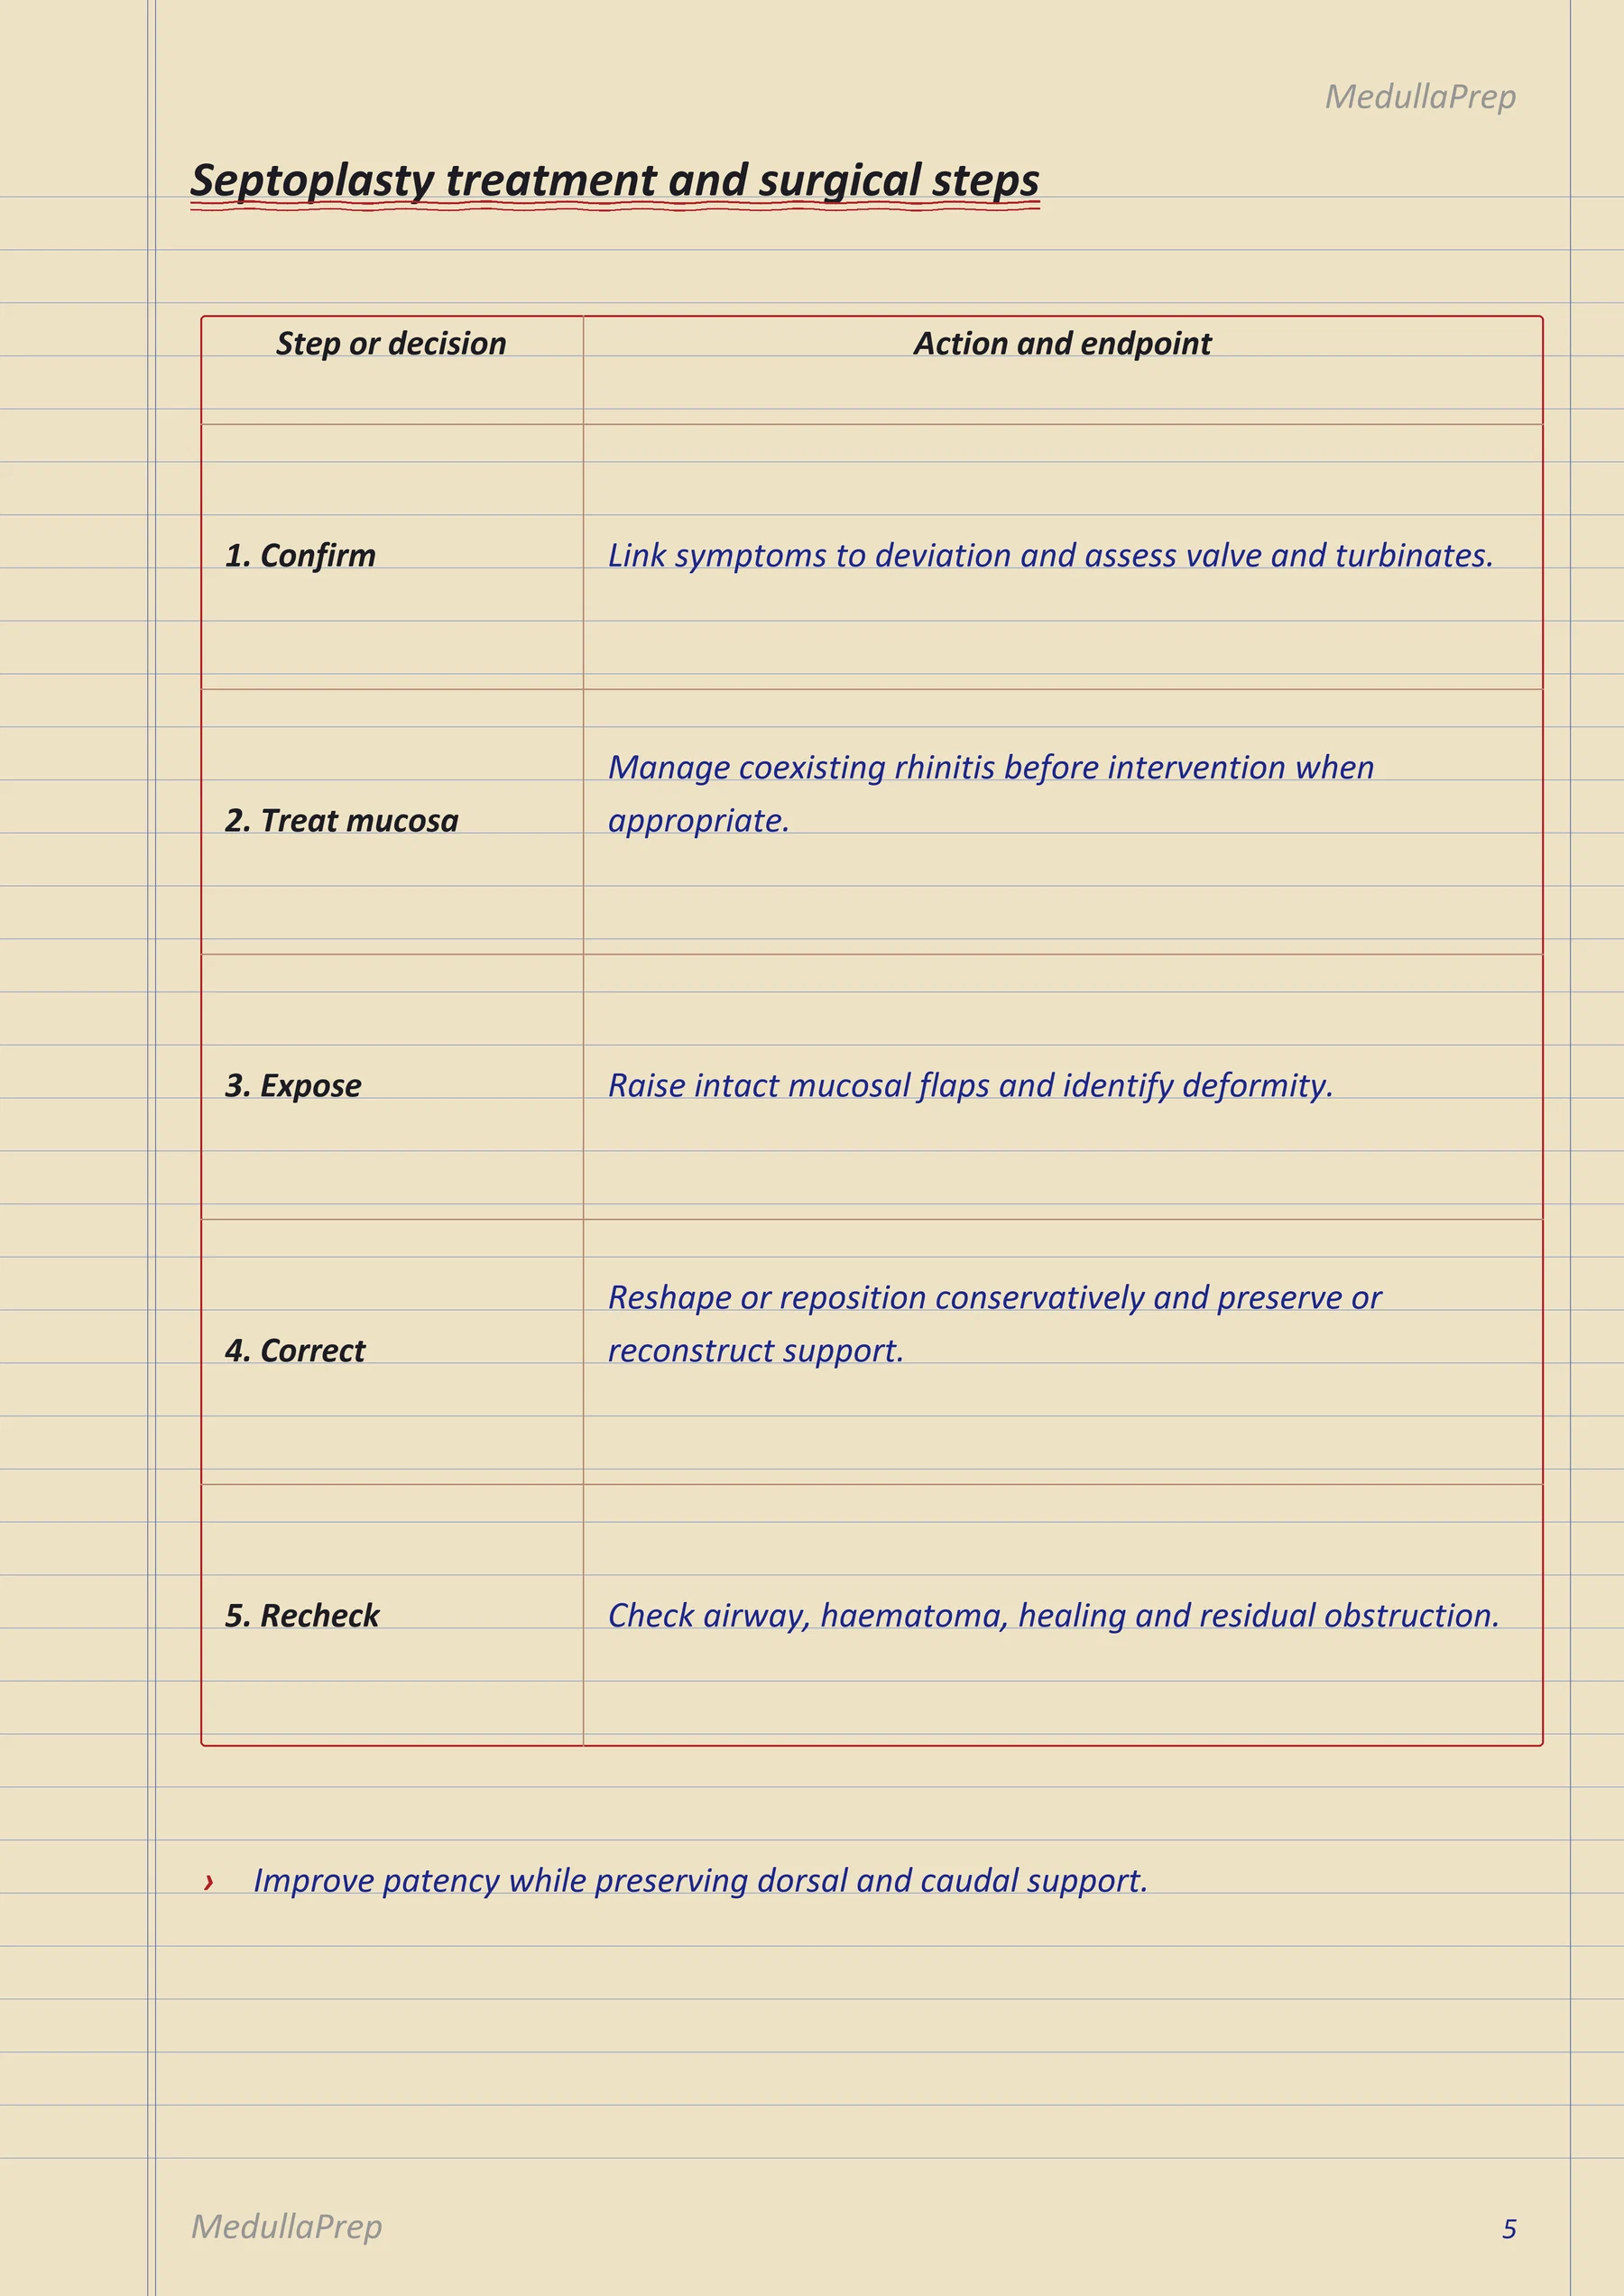 MedullaPrep
Septoplasty treatment and surgical steps
Step or decision
Action and endpoint
1. Confirm
Link symptoms to deviation and assess valve and turbinates.
2. Treat mucosa
Manage coexisting rhinitis before intervention when
appropriate.
3. Expose
Raise intact mucosal flaps and identify deformity.
4. Correct
Reshape or reposition conservatively and preserve or
reconstruct support.
5. Recheck
Check airway, haematoma, healing and residual obstruction.
› Improve patency while preserving dorsal and caudal support.
MedullaPrep
5